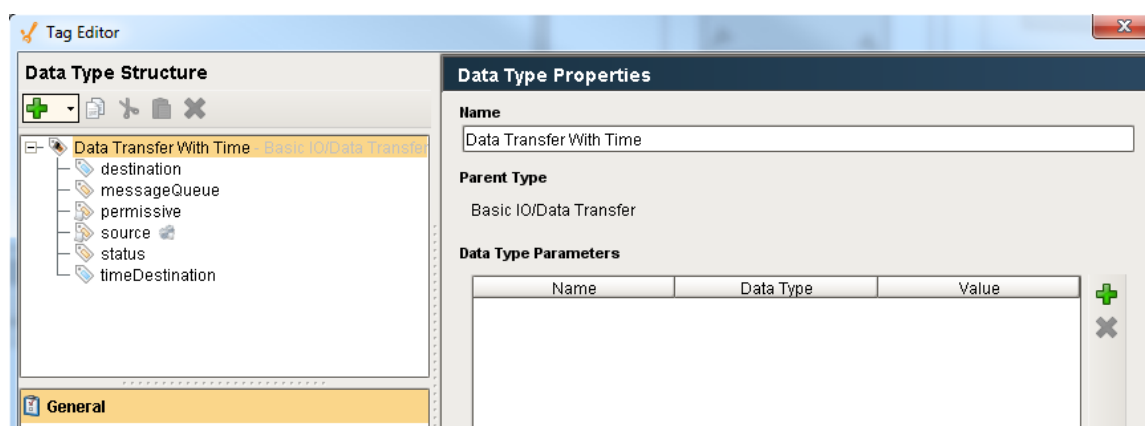 Tag Editor
Data Type Structure
Data Transfer With Time - Basic IO/Data Transfer
destination
messageQueue
permissive
source
status
timeDestination
General
Data Type Properties
Name
Data Transfer With Time
Parent Type
Basic IO/Data Transfer
Data Type Parameters
Name Data Type Value